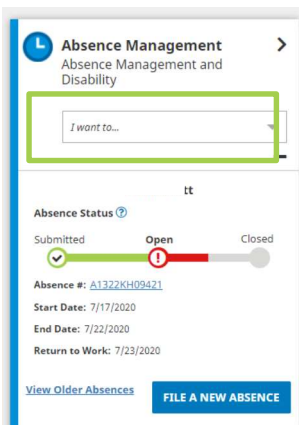 Absence Management
Absence Management and
Disability
I want to...
tt
Absence Status ?
Submitted Open Closed
Absence #: A1322KH09421
Start Date: 7/17/2020
End Date: 7/22/2020
Return to Work: 7/23/2020
View Older Absences
FILE A NEW ABSENCE